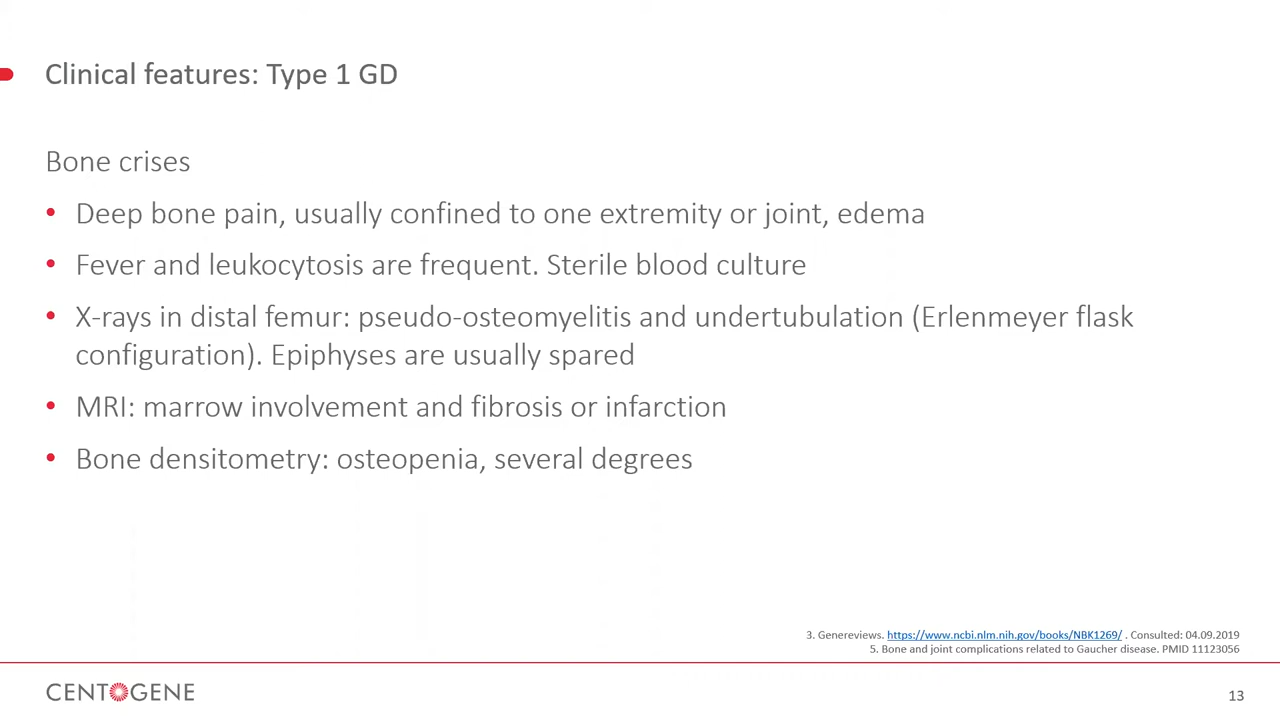 Clinical features: Type 1 GD
Bone crises
• Deep bone pain, usually confined to one extremity or joint, edema
• Fever and leukocytosis are frequent. Sterile blood culture
• X-rays in distal femur: pseudo-osteomyelitis and undertubulation (Erlenmeyer flask
configuration). Epiphyses are usually spared
• MRI: marrow involvement and fibrosis or infarction
• Bone densitometry: osteopenia, several degrees
3. Genereviews. https://www.ncbi.nlm.nih.gov/books/NBK1269/ . Consulted: 04.09.2019
5. Bone and joint complications related to Gaucher disease. PMID 11123056
CENTOGENE
13